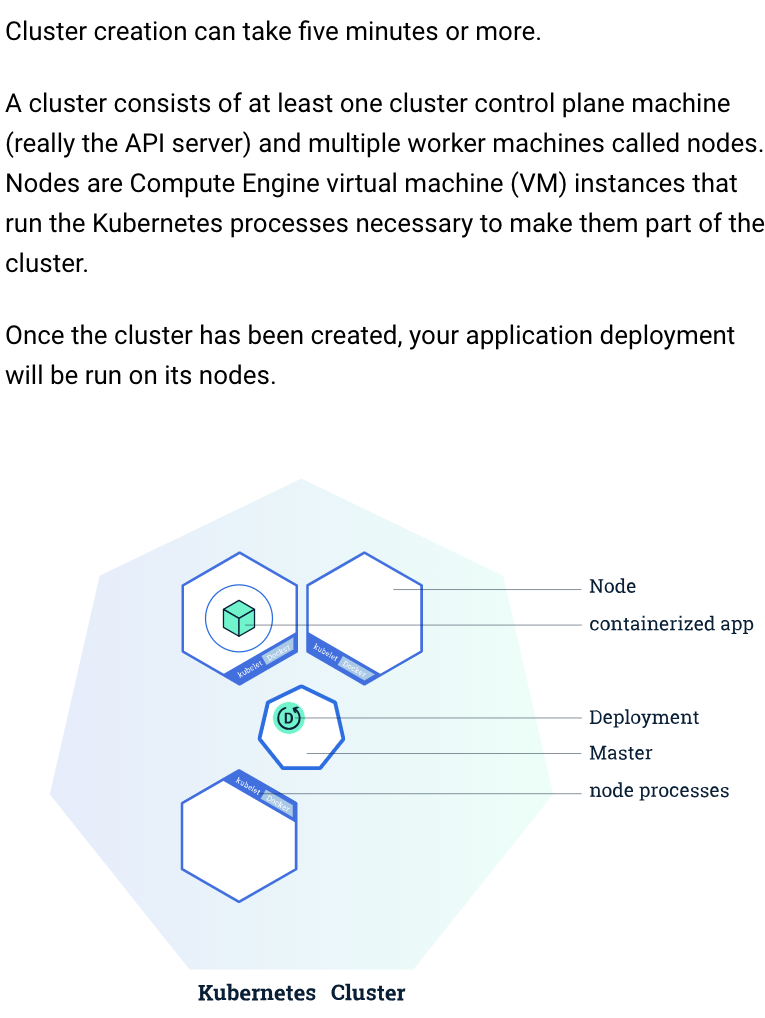 Cluster creation can take five minutes or more.
A cluster consists of at least one cluster control plane machine
(really the API server) and multiple worker machines called nodes.
Nodes are Compute Engine virtual machine (VM) instances that
run the Kubernetes processes necessary to make them part of the
cluster.
Once the cluster has been created, your application deployment
will be run on its nodes.
Node
containerized app
kubelet Docker
kubelet Docker
D
Deployment
Master
kubelet Docker
node processes
Kubernetes Cluster